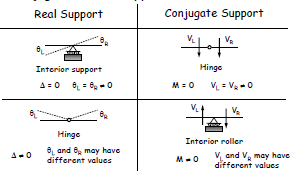 Real Support
Conjugate Support
θL
θR
Interior support
Δ = 0 θL = θR ≠ 0
VL
VR
Hinge
M = 0 VL = VR ≠ 0
θL
θR
Hinge
Δ ≠ 0
θL and θR may have
different values
VL
VR
Interior roller
M ≠ 0
VL and VR may have
different values